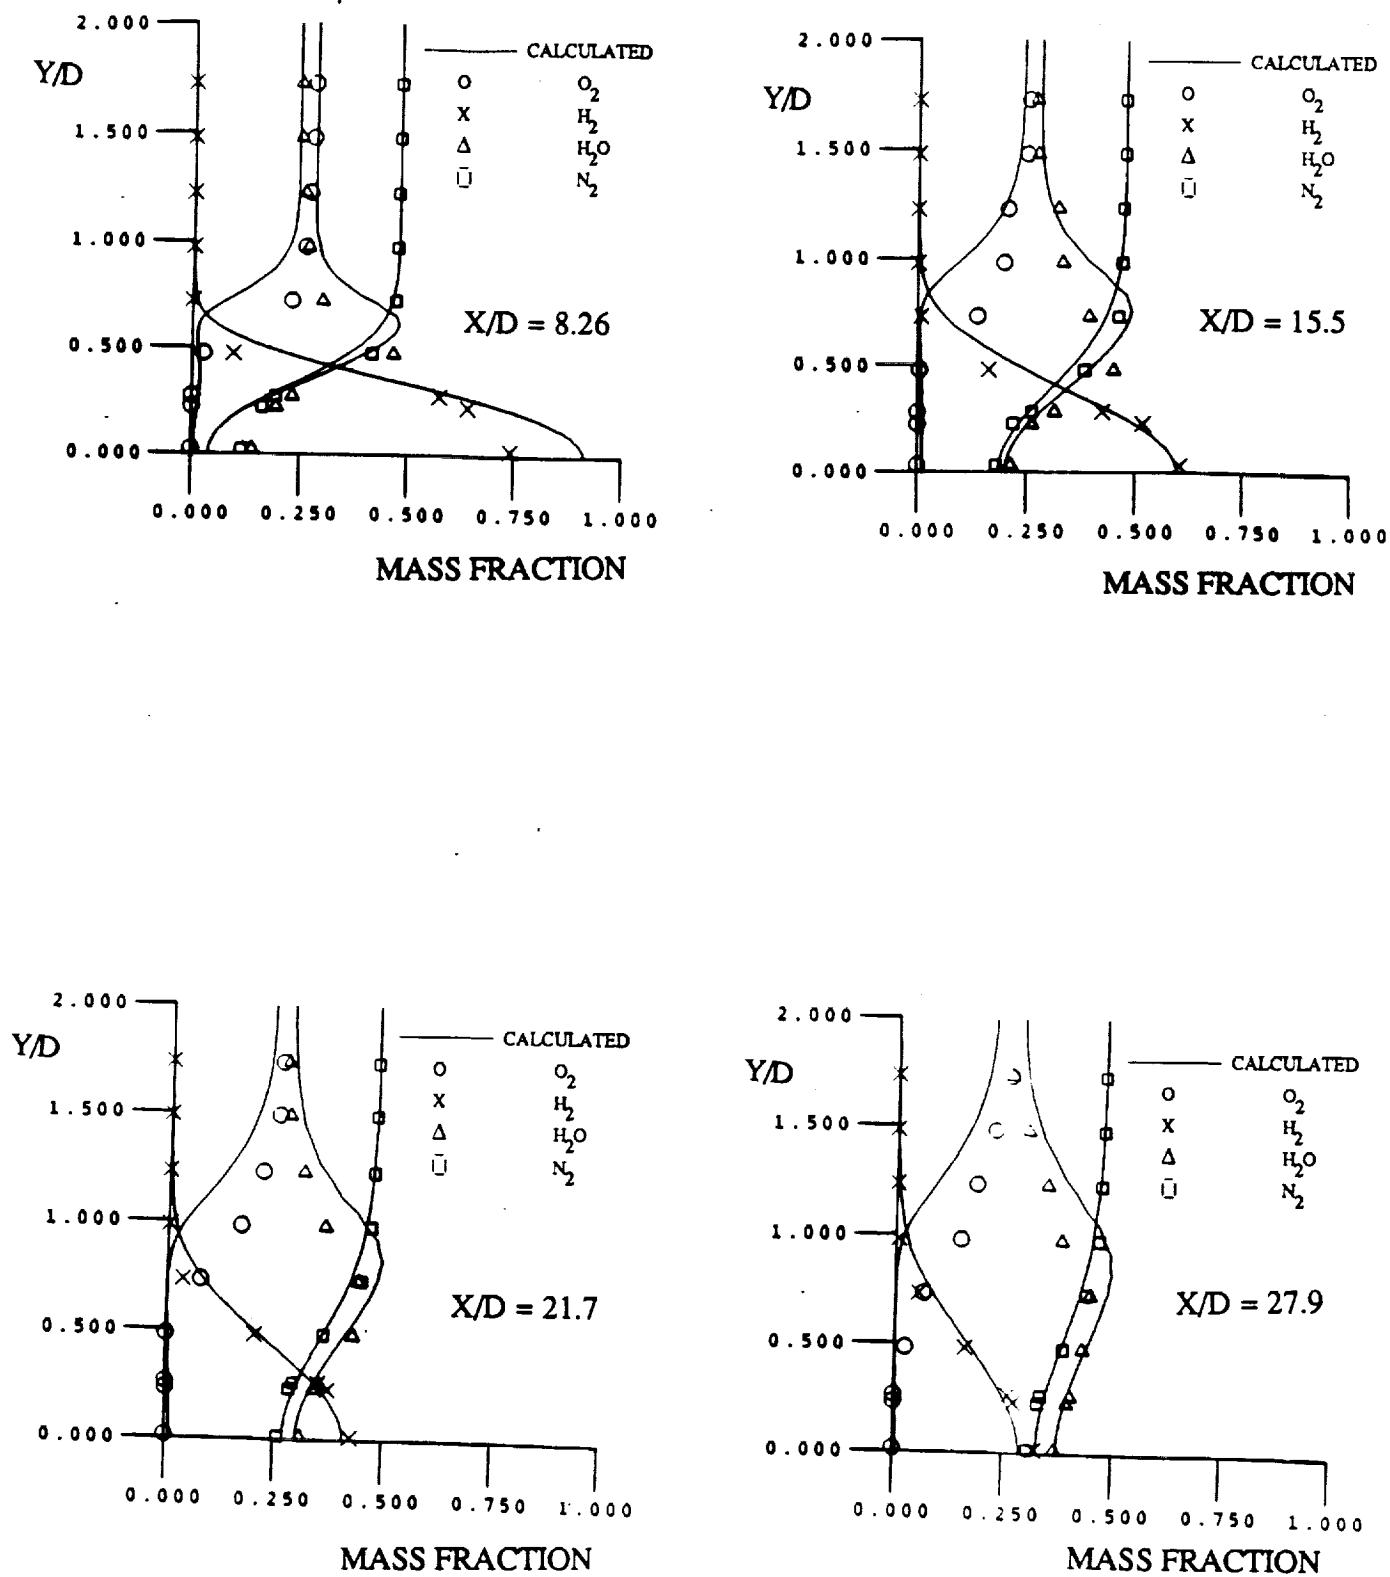 2.000
Y/D
1.500
1.000
0.500
0.000
CALCULATED
O O2
X H2
Δ H2O
□ N2
X/D = 8.26
0.000 0.250 0.500 0.750 1.000
MASS FRACTION
2.000
Y/D
1.500
1.000
0.500
0.000
CALCULATED
O O2
X H2
Δ H2O
□ N2
X/D = 15.5
0.000 0.250 0.500 0.750 1.000
MASS FRACTION
2.000
Y/D
1.500
1.000
0.500
0.000
CALCULATED
O O2
X H2
Δ H2O
□ N2
X/D = 21.7
0.000 0.250 0.500 0.750 1.000
MASS FRACTION
2.000
Y/D
1.500
1.000
0.500
0.000
CALCULATED
O O2
X H2
Δ H2O
□ N2
X/D = 27.9
0.000 0.250 0.500 0.750 1.000
MASS FRACTION